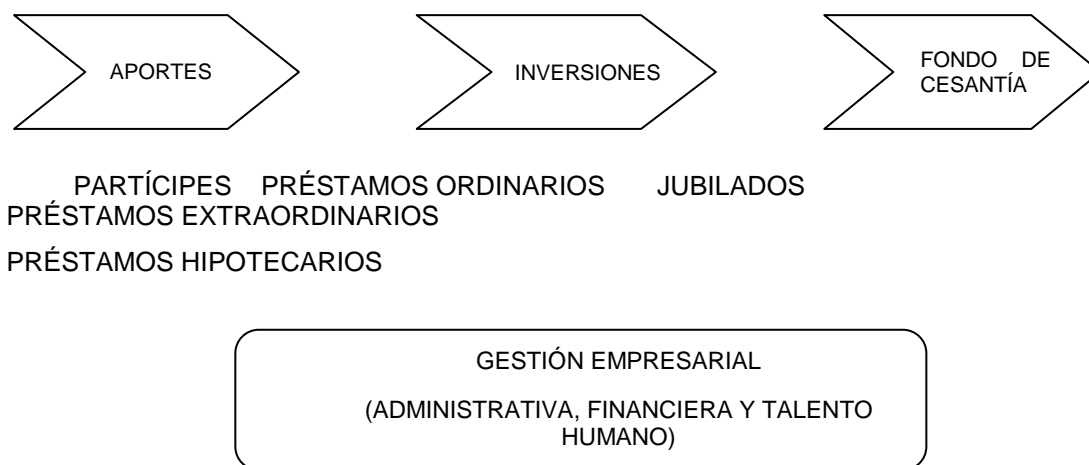 APORTES
INVERSIONES
FONDO DE
CESANTÍA
PARTÍCIPES PRÉSTAMOS ORDINARIOS JUBILADOS
PRÉSTAMOS EXTRAORDINARIOS
PRÉSTAMOS HIPOTECARIOS
GESTIÓN EMPRESARIAL
(ADMINISTRATIVA, FINANCIERA Y TALENTO
HUMANO)